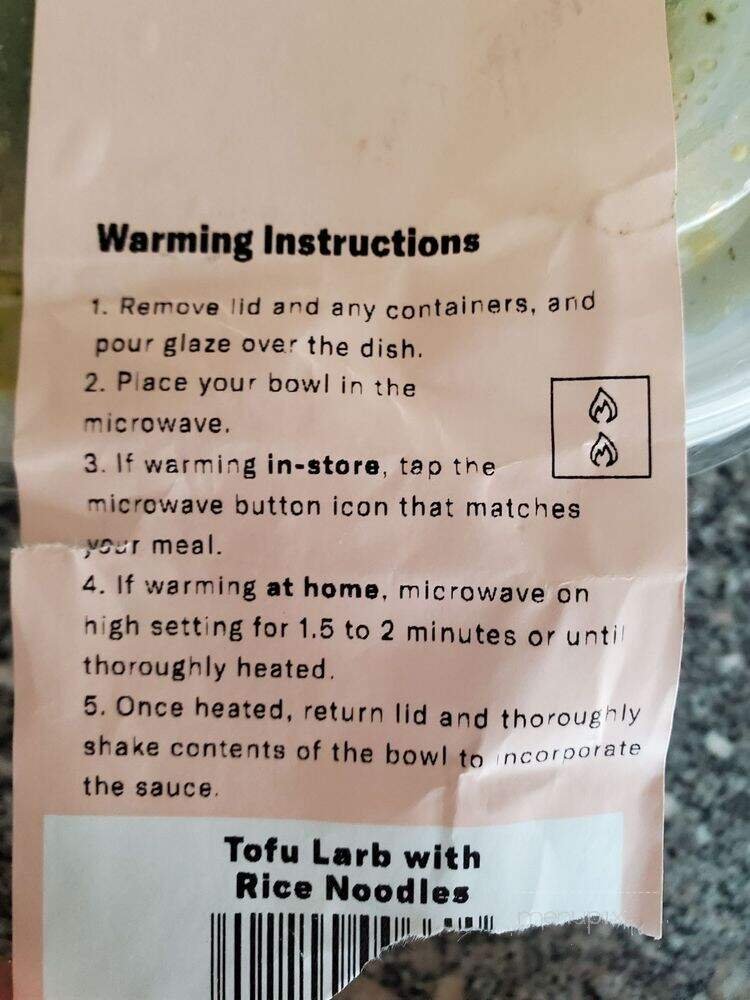 Warming Instructions
1. Remove lid and any containers, and
pour glaze over the dish.
2. Place your bowl in the
microwave.
3. If warming in-store, tap the
microwave button icon that matches
your meal.
4. If warming at home, microwave on
high setting for 1.5 to 2 minutes or until
thoroughly heated.
5. Once heated, return lid and thoroughly
shake contents of the bowl to incorporate
the sauce.
Tofu Larb with
Rice Noodles
menupix